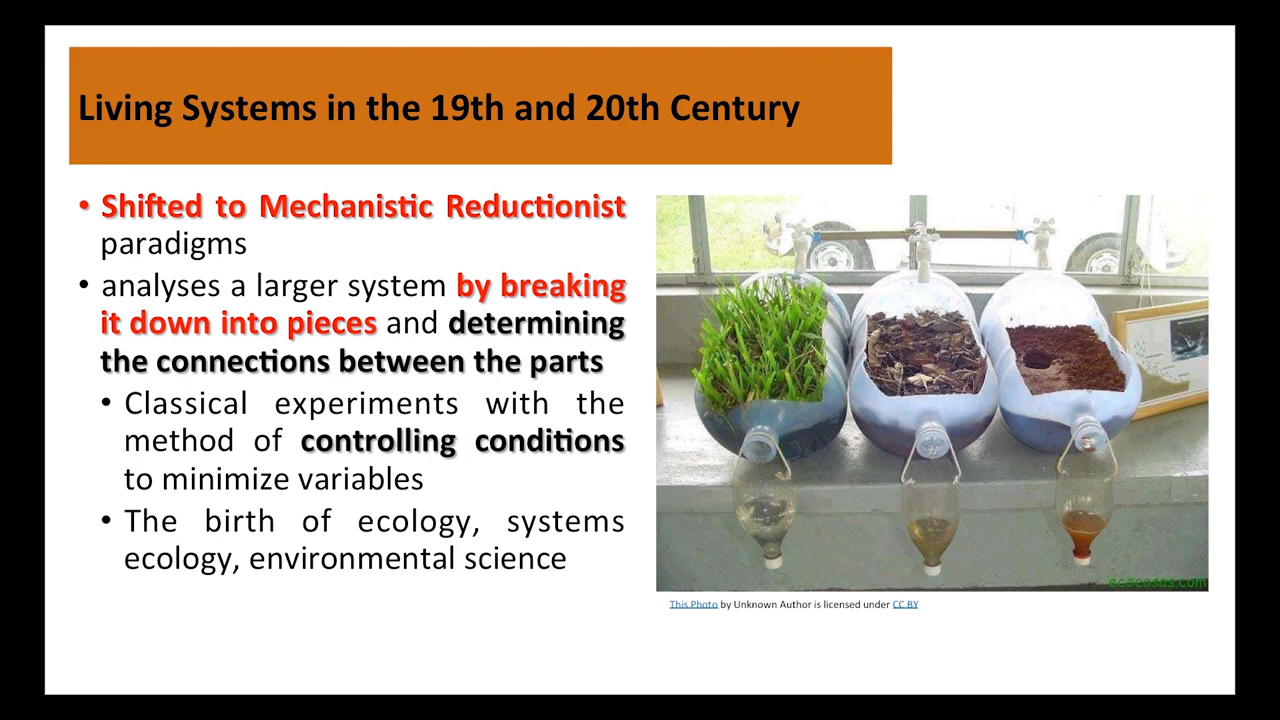 Living Systems in the 19th and 20th Century
• Shifted to Mechanistic Reductionist
paradigms
• analyses a larger system by breaking
it down into pieces and determining
the connections between the parts
• Classical experiments with the
method of controlling conditions
to minimize variables
• The birth of ecology, systems
ecology, environmental science
ecocosas.com
This Photo by Unknown Author is licensed under CC BY